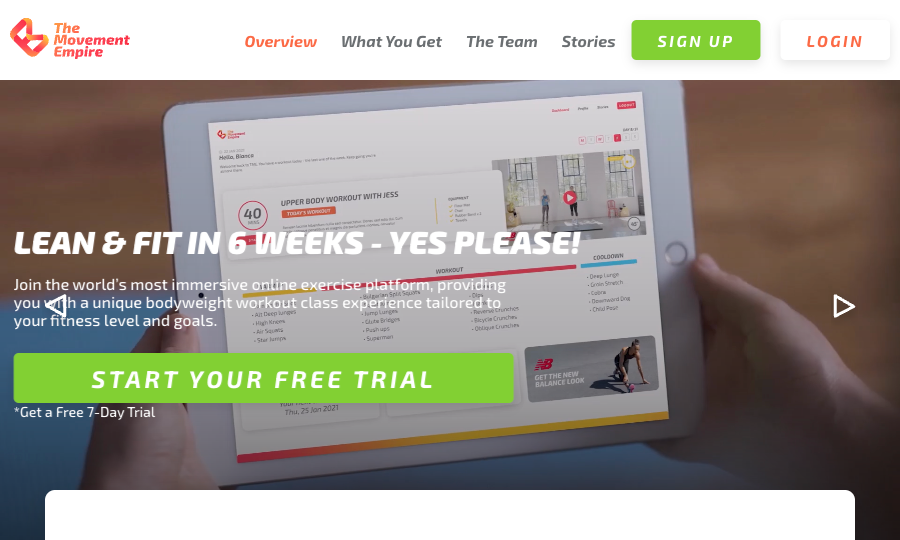 The
Movement
Empire
Overview
What You Get
The Team
Stories
SIGN UP
LOGIN
LEAN & FIT IN 6 WEEKS - YES PLEASE!
Join the world's most immersive online exercise platform, providing
you with a unique bodyweight workout class experience tailored to
your fitness level and goals.
START YOUR FREE TRIAL
*Get a Free 7-Day Trial
The
Movement
Empire
Hello, Bianca
40
MINS
UPPER BODY WORKOUT WITH JESS
TODAY'S WORKOUT
EQUIPMENT
WORKOUT
COOLDOWN
• Alt Deep Lunges
• High Knees
• Air Squats
• Star Jumps
• Jump Lunges
• Glute Bridges
• Push ups
• Superman
• Reverse Crunches
• Bicycle Crunches
• Oblique Crunches
• Deep Lunge
• Cobra
• Child Pose
GET THE NEW
BALANCE LOOK
Thu, 25 Jan 2021